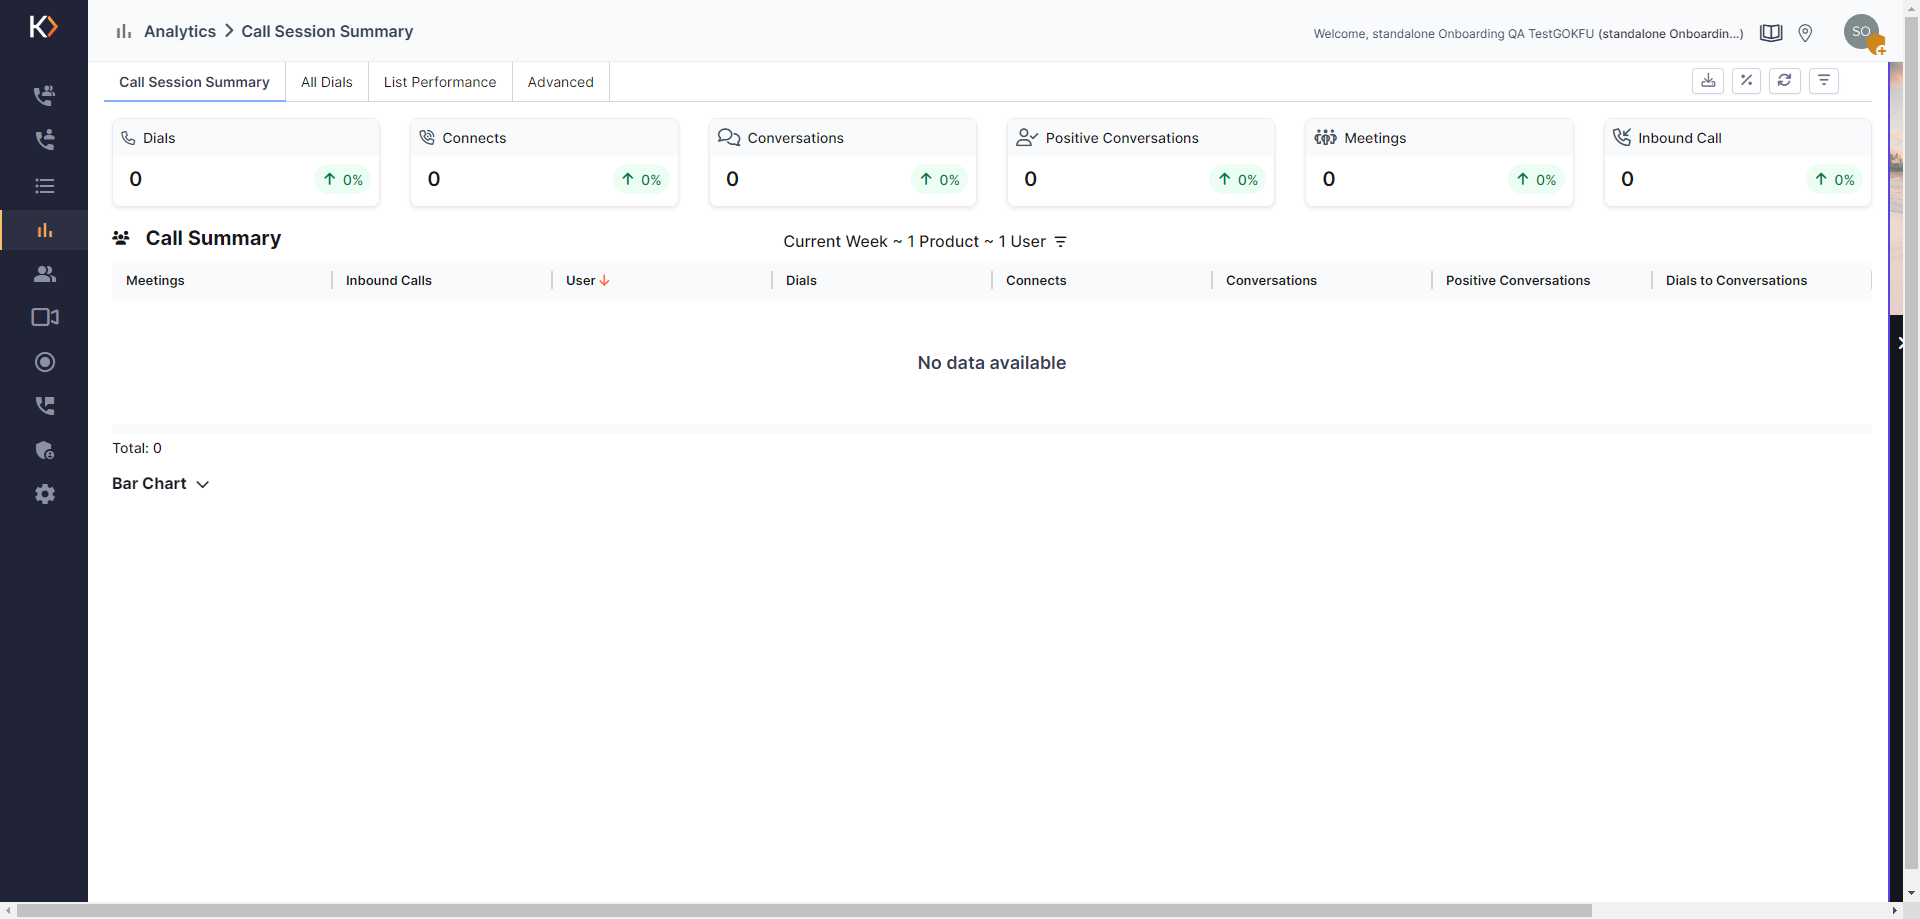 Analytics > Call Session Summary
Welcome, standalone Onboarding QA TestGOKFU (standalone Onboardin...)
SO
Call Session Summary
All Dials
List Performance
Advanced
Dials
0
0%
Connects
0
0%
Conversations
0
0%
Positive Conversations
0
0%
Meetings
0
0%
Inbound Call
0
0%
Call Summary
Current Week ~ 1 Product ~ 1 User
Meetings
Inbound Calls
User
Dials
Connects
Conversations
Positive Conversations
Dials to Conversations
No data available
Total: 0
Bar Chart